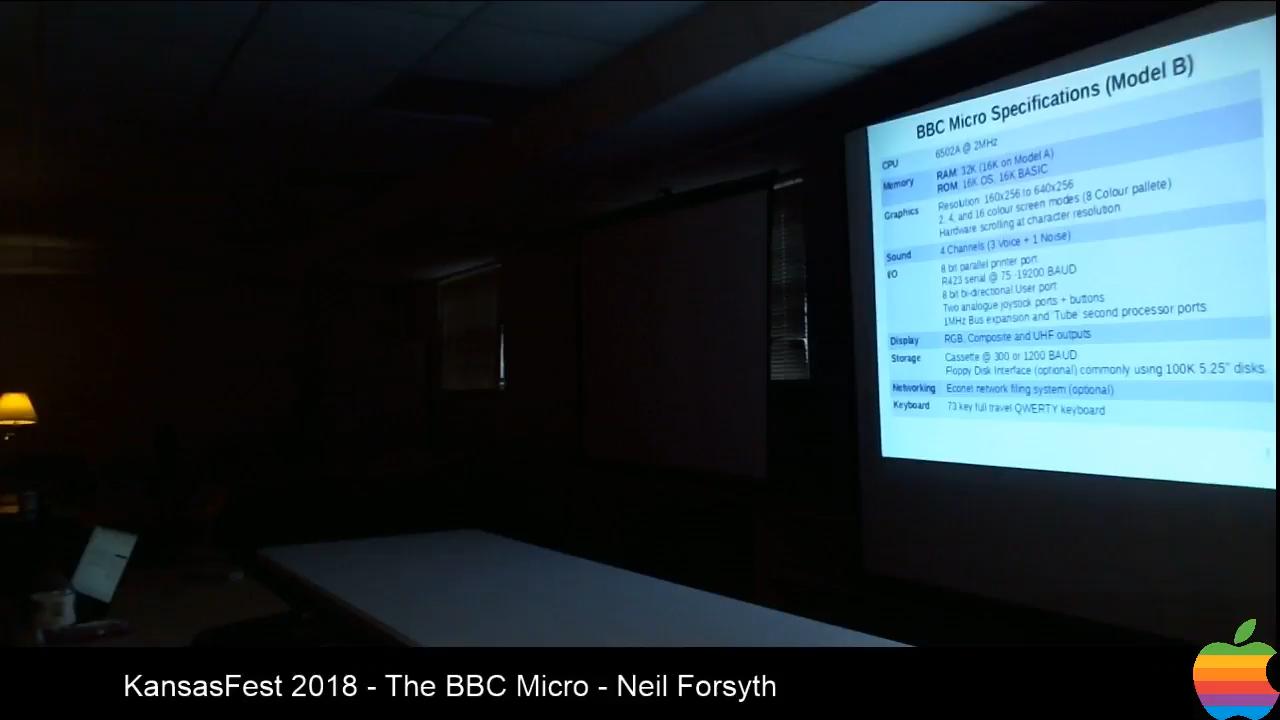 BBC Micro Specifications (Model B)
CPU 6502A @ 2MHz
Memory RAM: 32K (16K on Model A)
ROM: 16K OS, 16K BASIC
Graphics Resolution 160x256 to 640x256
2, 4, and 16 colour screen modes (8 Colour pallete)
Hardware scrolling at character resolution
Sound 4 Channels (3 Voice + 1 Noise)
I/O 8 bit parallel printer port
R423 serial @ 75 -19200 BAUD
8 bit bi-directional User port
Two analogue joystick ports + buttons
1MHz Bus expansion and 'Tube' second processor ports
Display RGB, Composite and UHF outputs
Storage Cassette @ 300 or 1200 BAUD
Floppy Disk Interface (optional) commonly using 100K 5.25" disks.
Networking Econet network filing system (optional)
Keyboard 73 key full travel QWERTY keyboard
KansasFest 2018 - The BBC Micro - Neil Forsyth